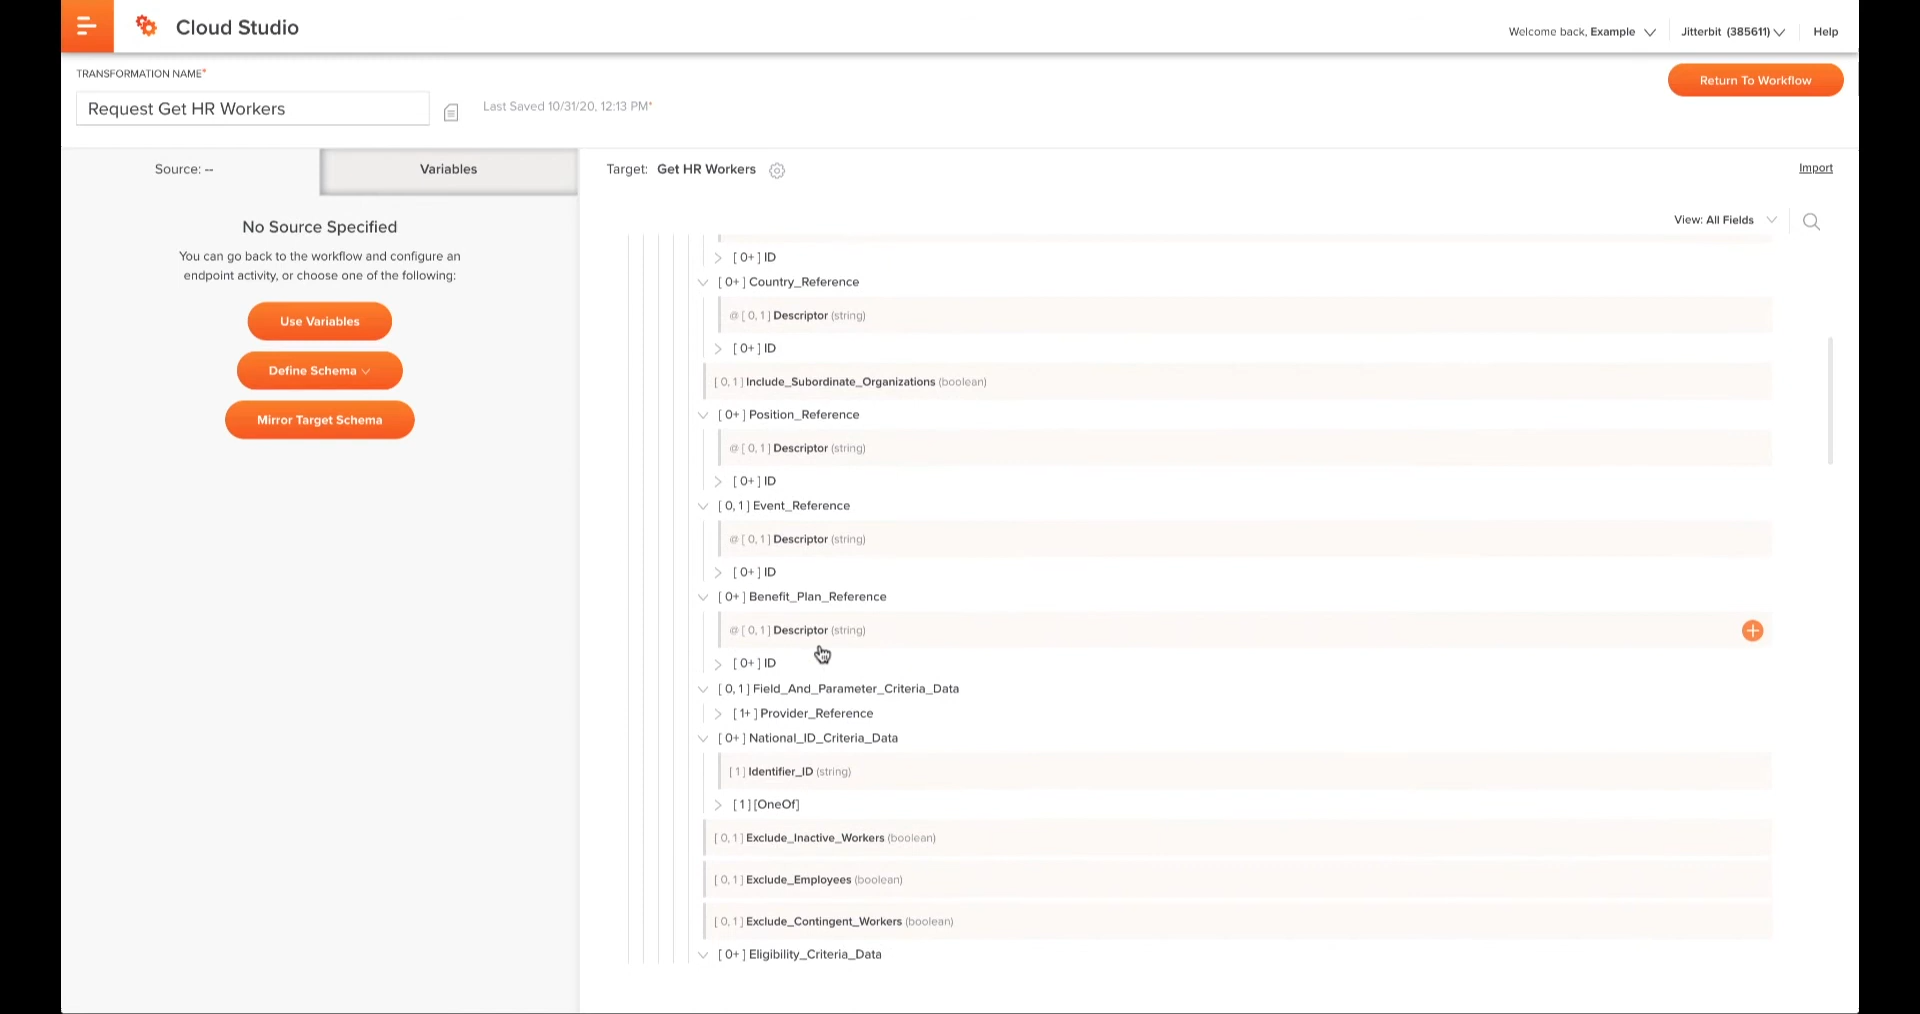 Cloud Studio
Welcome back, Example
Jitterbit (385611)
Help
TRANSFORMATION NAME*
Return To Workflow
Request Get HR Workers
Last Saved 10/31/20, 12:13 PM*
Source: --
Variables
Target: Get HR Workers
Import
No Source Specified
You can go back to the workflow and configure an
endpoint activity, or choose one of the following:
Use Variables
Define Schema
Mirror Target Schema
View: All Fields
[ 0+ ] ID
[ 0+ ] Country_Reference
@ [ 0, 1 ] Descriptor (string)
[ 0+ ] ID
[ 0, 1 ] Include_Subordinate_Organizations (boolean)
[ 0+ ] Position_Reference
@ [ 0, 1 ] Descriptor (string)
[ 0+ ] ID
[ 0, 1 ] Event_Reference
@ [ 0, 1 ] Descriptor (string)
[ 0+ ] ID
[ 0+ ] Benefit_Plan_Reference
@ [ 0, 1 ] Descriptor (string)
[ 0+ ] ID
[ 0, 1 ] Field_And_Parameter_Criteria_Data
[ 1+ ] Provider_Reference
[ 0+ ] National_ID_Criteria_Data
[ 1 ] Identifier_ID (string)
[ 1 ] [OneOf]
[ 0, 1 ] Exclude_Inactive_Workers (boolean)
[ 0, 1 ] Exclude_Employees (boolean)
[ 0, 1 ] Exclude_Contingent_Workers (boolean)
[ 0+ ] Eligibility_Criteria_Data